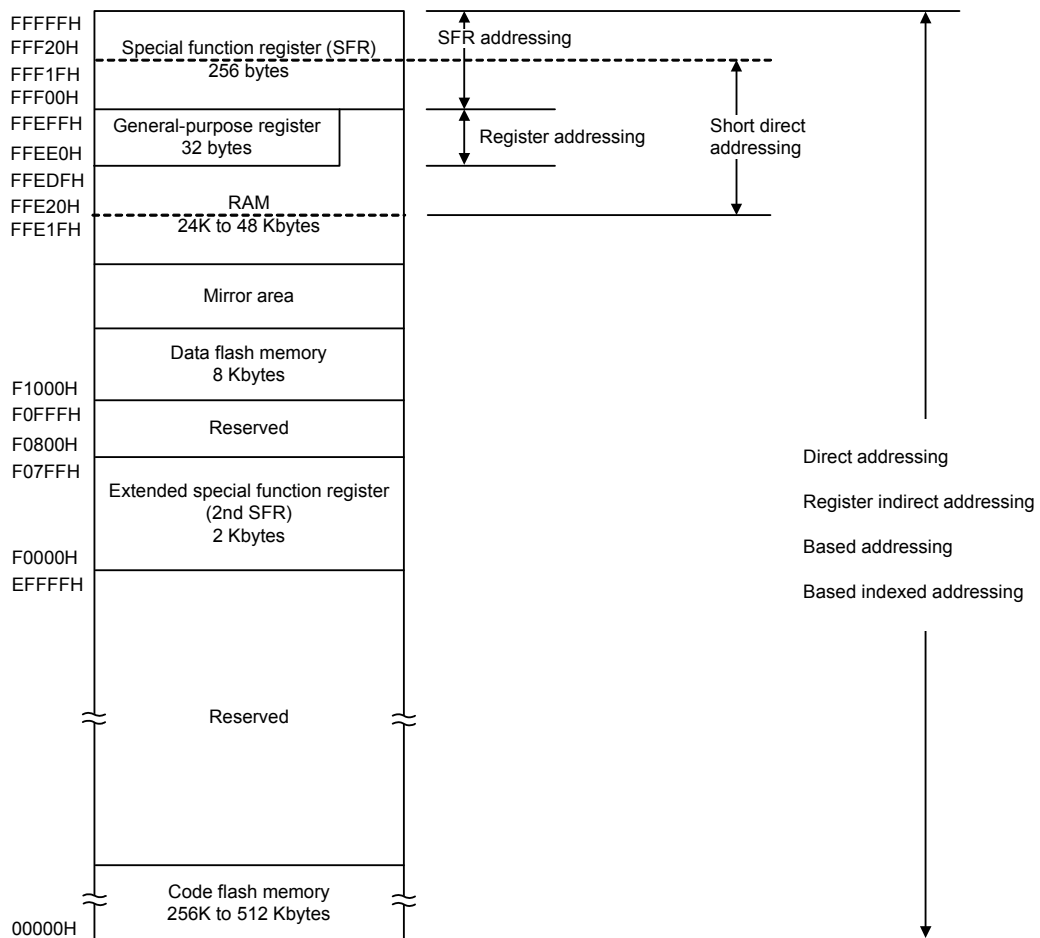 FFFFFH
FFF20H
FFF1FH
FFF00H
FFEFFH
FFEE0H
FFEDFH
FFE20H
FFE1FH
F1000H
F0FFFH
F0800H
F07FFH
F0000H
EFFFFH
00000H
Special function register (SFR)
256 bytes
General-purpose register
32 bytes
RAM
24K to 48 Kbytes
Mirror area
Data flash memory
8 Kbytes
Reserved
Extended special function register
(2nd SFR)
2 Kbytes
Reserved
Code flash memory
256K to 512 Kbytes
SFR addressing
Register addressing
Short direct
addressing
Direct addressing
Register indirect addressing
Based addressing
Based indexed addressing